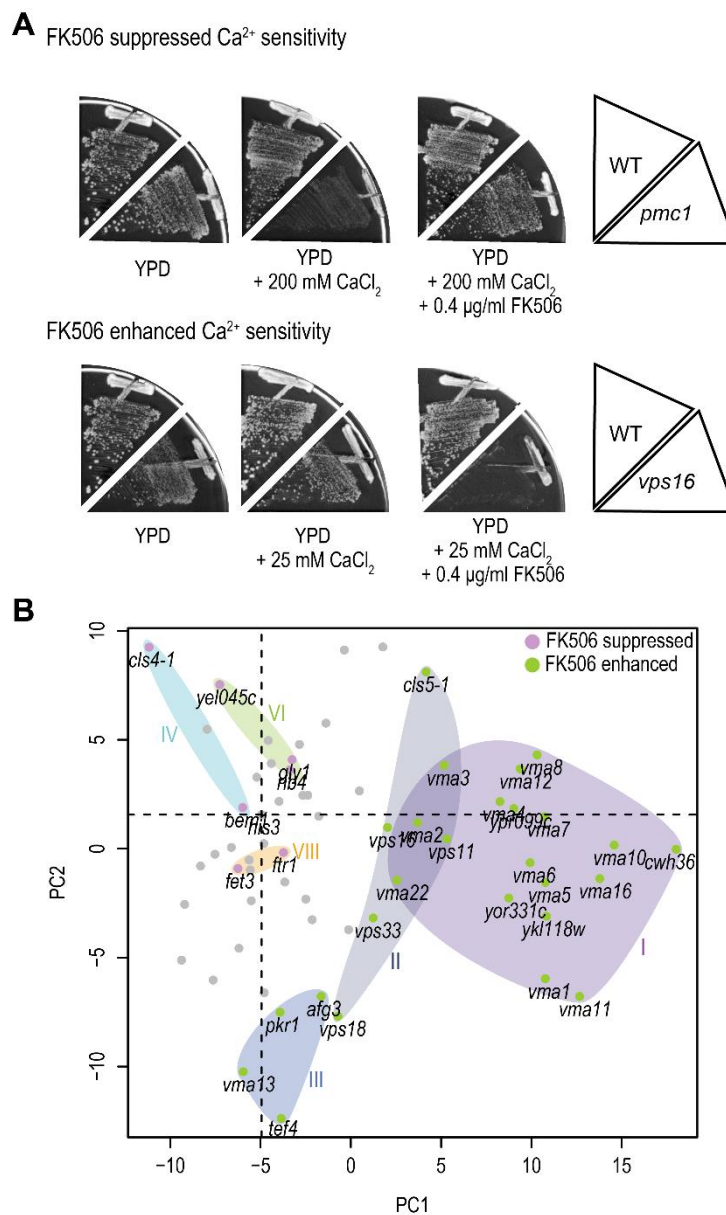 A
FK506 suppressed Ca²⁺ sensitivity
YPD
YPD
+ 200 mM CaCl₂
YPD
+ 200 mM CaCl₂
+ 0.4 µg/ml FK506
WT
pmc1
FK506 enhanced Ca²⁺ sensitivity
YPD
YPD
+ 25 mM CaCl₂
YPD
+ 25 mM CaCl₂
+ 0.4 µg/ml FK506
WT
vps16
B
FK506 suppressed
FK506 enhanced
cls4-1
yel045c
VI
IV
gly1
cls5-1
vma3
vma8
vma12
vma4
ypr099c
vma7
bem1
his3
vps16
vma2
vps11
VIII
ftr1
fet3
vma22
vma6
vma5
vma10
cwh36
vma16
yor331c
ykl118w
vps33
II
I
vma1
vma11
afg3
pkr1
vps18
vma13
III
tef4
PC2
10
5
0
−5
−10
−10
−5
0
5
10
15
PC1